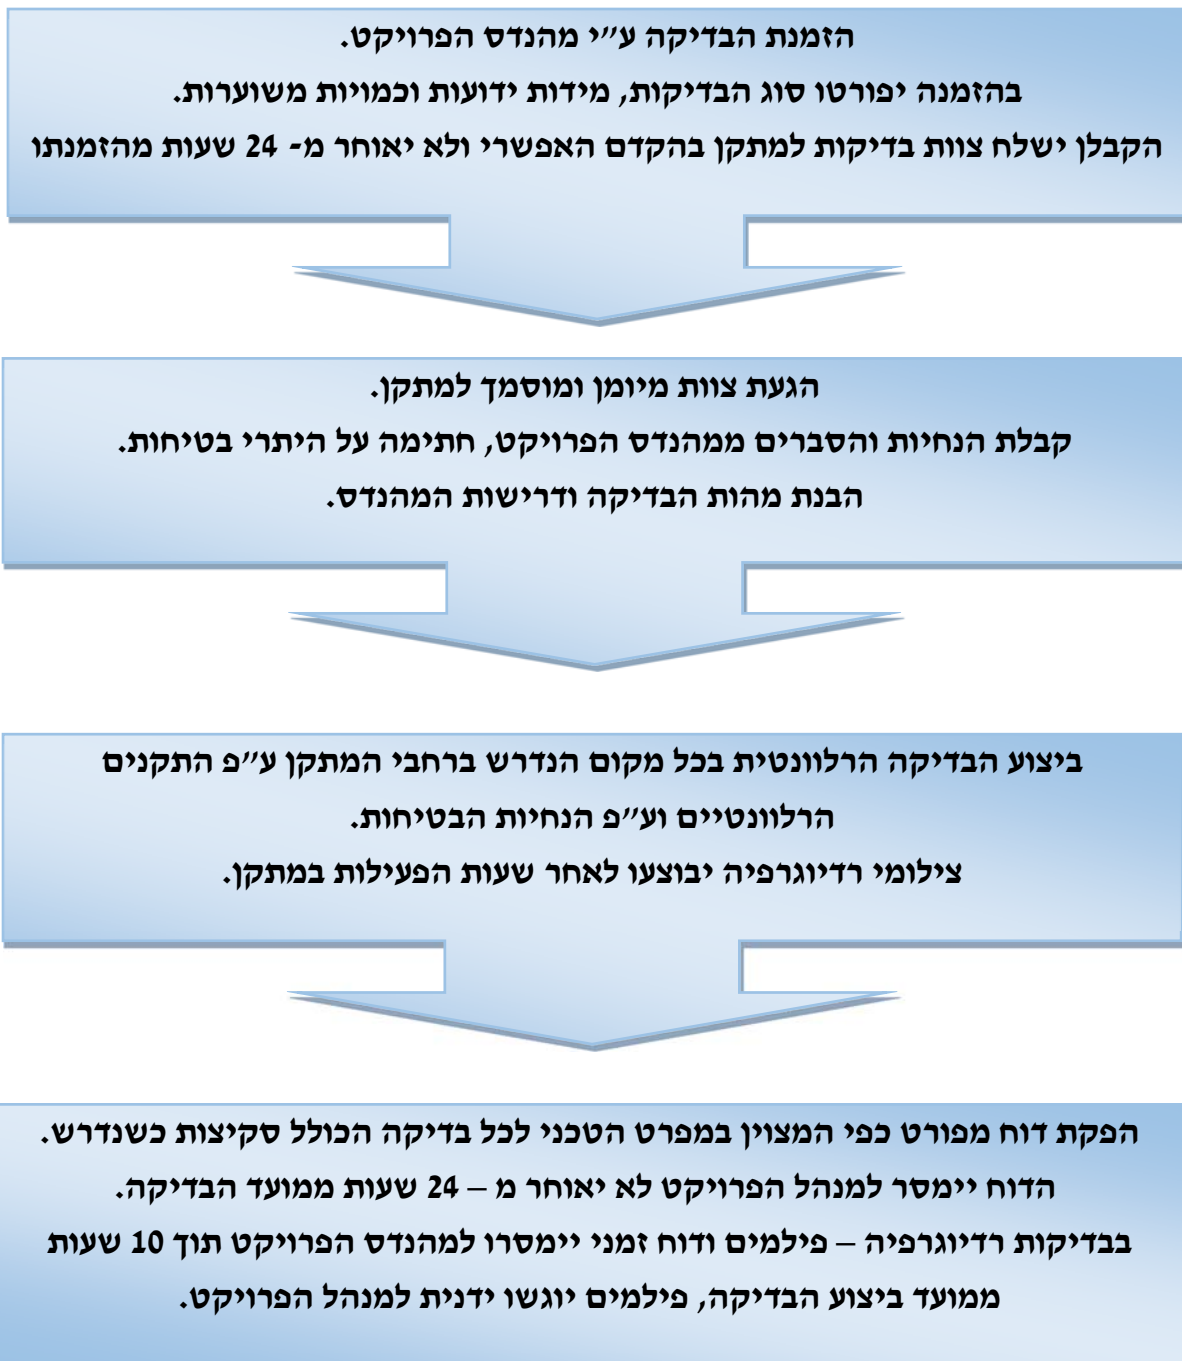 הזמנת הבדיקה ע״י מהנדס הפרויקט.
בהזמנה יפורטו סוג הבדיקות, מידות ידועות וכמויות משוערות.
הקבלן ישלח צוות בדיקות למתקן בהקדם האפשרי ולא יאוחר מ- 24 שעות מהזמנתו
הגעת צוות מיומן ומוסמך למתקן.
קבלת הנחיות והסברים ממהנדס הפרויקט, חתימה על היתרי בטיחות.
הבנת מהות הבדיקה ודרישות המהנדס.
ביצוע הבדיקה הרלוונטית בכל מקום הנדרש ברחבי המתקן ע״פ התקנים
הרלוונטיים וע״פ הנחיות הבטיחות.
צילומי רדיוגרפיה יבוצעו לאחר שעות הפעילות במתקן.
הפקת דוח מפורט כפי המצוין במפרט הטכני לכל בדיקה הכולל סקיצות כשנדרש.
הדוח יימסר למנהל הפרויקט לא יאוחר מ – 24 שעות ממועד הבדיקה.
בבדיקות רדיוגרפיה – פילמים ודוח זמני יימסרו למהנדס הפרויקט תוך 10 שעות
ממועד ביצוע הבדיקה, פילמים יוגשו ידנית למנהל הפרויקט.